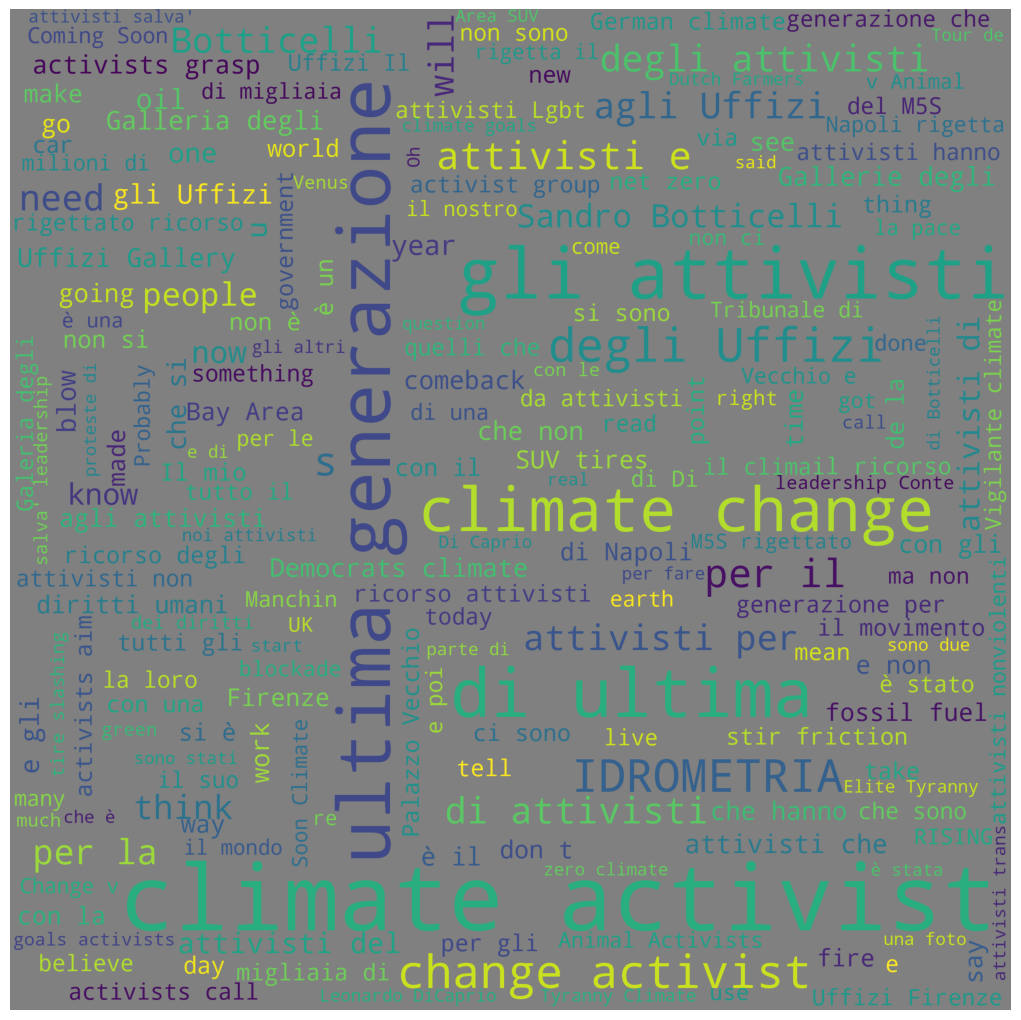 attivisti salva'
Coming Soon
Botticelli
activists grasp
Uffizi Il
make
oil
di migliaia
go
Galleria degli
car
milioni di
one
world
need
gli Uffizi
Venus
rigettato ricorso
u
government
Uffizi Gallery
going
people
è un
è una
non è
non si
now
gli altri
something
Galleria degli
salva' leadership
proteste di
blow
made
Probably
che si
Bay Area
e di
per le
Il mio
s
know
tutto il
agli attivisti
noi attivisti
ricorso degli
Democrats climate
attivisti non
diritti umani
Manchin
del diritti
UK
tutti gli
start
blockade
la loro
Firenze
con una
green
tire slashing
activists aim
e gli
si è
sono stati
work
Soon Climate
il suo
many
much
che è
think
way
il mondo
re
per la
Change v
con la
goals activists
attivisti del
believe
day
migliaia di
activists call
ultima generazione
will
Area SUV
non sono
rigetta il
new
German climate
generazione che
Tour de
degli attivisti
Dutch Farmers
v Animal
attivisti Lgbt
agli Uffizi
del M5S
climate goals
via
see
Napoli rigetta
oh
attivisti e
said
attivisti hanno
activist group
net zero
Gallerie degli
il nostro
Sandro Botticelli
thing
la pace
year
come
non ci
gli attivisti
si sono
Tribunale di
question
quelli che
degli Uffizi
done
di Botticelli
attivisti di
Vigilante climate
comeback
con le
Vecchio e
di una
da attivisti
point
right
time
got
call
de la
che non
read
con il
SUV tires
real
di Di
il clima
il ricorso
leadership Conte
climate change
Di Caprio
di Napoli
M5S rigettato
con gli
per fare
per il
ma non
ricorso attivisti
earth
generazione per
today
il movimento
attivisti per
mean
sono due
attivisti nonviolenti
parte di
e non
Palazzo Vecchio
e poi
di ultima
è stato
fossil fuel
ci sono
live
stir friction
tell
IDROMETRIA
take
Elite Tyranny
di attivisti
che hanno
che sono
RISING
è il
don t
attivisti che
attivisti trans
zero climate
è stata
climate activist
per gli
Animal Activists
una foto
change activist
fire
e
say
Leonardo DiCaprio
Tyranny Climate
use
Uffizi Firenze